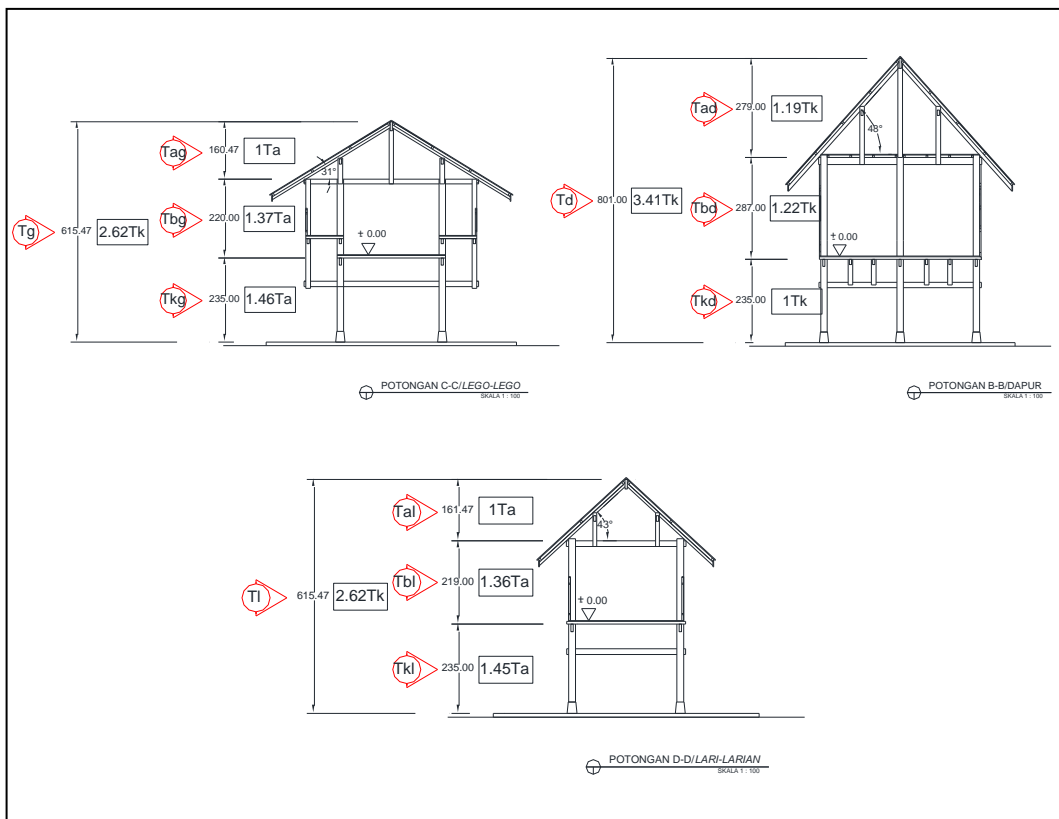 Tag 160.47 1Ta
31°
Tg 615.47 2.62Tk
Tbg 220.00 1.37Ta
± 0.00
Tkg 235.00 1.46Ta
POTONGAN C-C/LEGO-LEGO
SKALA 1 : 100
Tad 279.00 1.19Tk
48°
Td 801.00 3.41Tk
Tbd 287.00 1.22Tk
± 0.00
Tkd 235.00 1Tk
POTONGAN B-B/DAPUR
SKALA 1 : 100
Tal 161.47 1Ta
43°
Tbl 219.00 1.36Ta
Tl 615.47 2.62Tk
± 0.00
Tkl 235.00 1.45Ta
POTONGAN D-D/LARI-LARIAN
SKALA 1 : 100